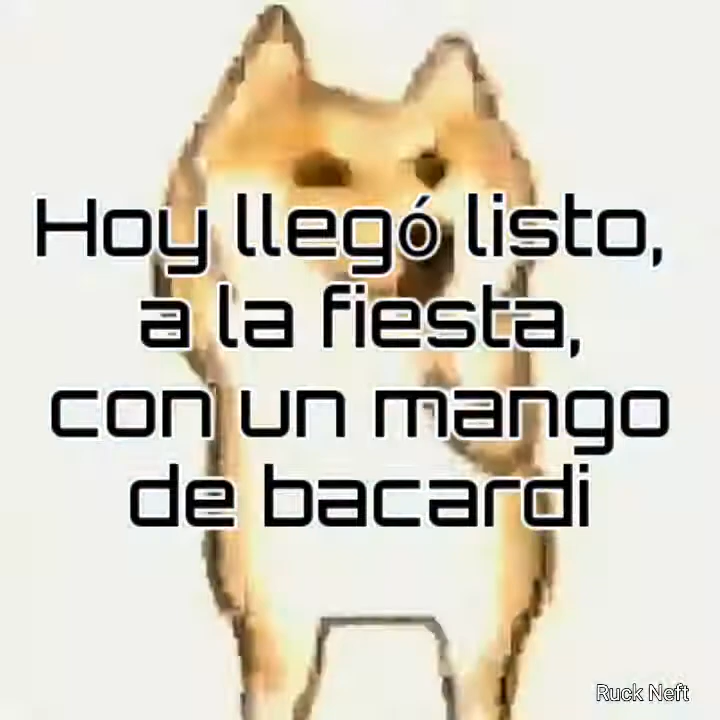 Hoy llegó listo,
a la fiesta,
con un mango
de bacardi
Ruck Neft